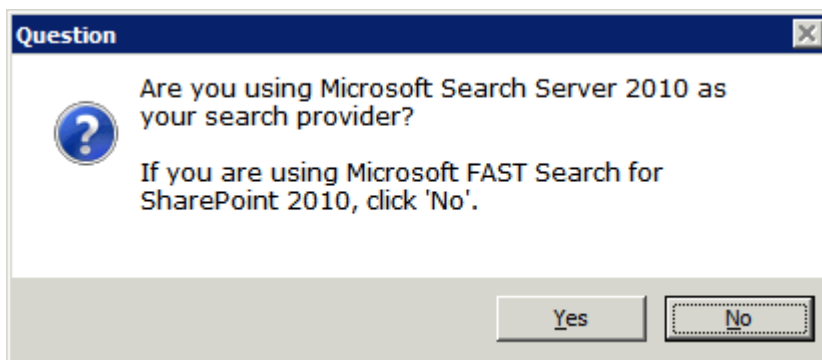 Question
Are you using Microsoft Search Server 2010 as
your search provider?
If you are using Microsoft FAST Search for
SharePoint 2010, click 'No'.
Yes
No